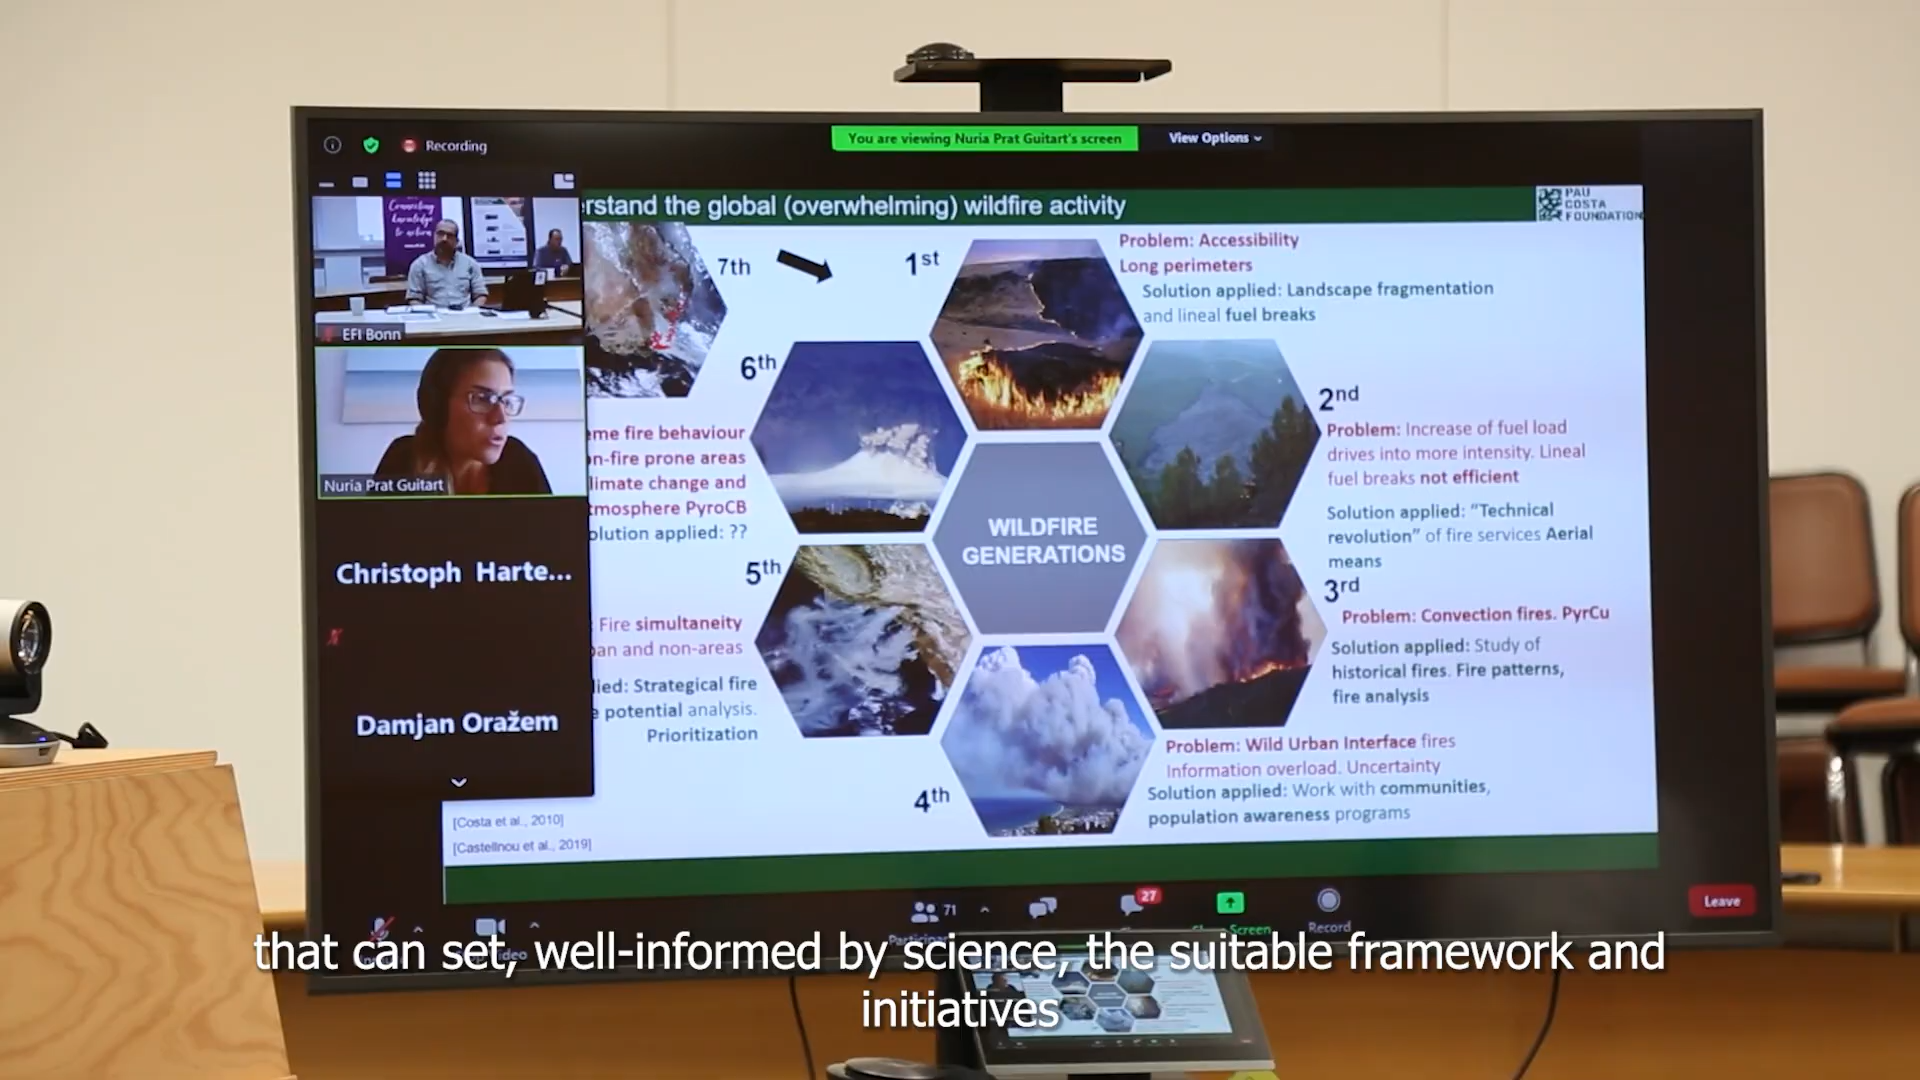 Recording
You are viewing Nuria Prat Guitart's screen
View Options
rstand the global (overwhelming) wildfire activity
PAU
COSTA
FOUNDATION
Connecting
knowledge
to action
EFI Bonn
Nuria Prat Guitart
Christoph Harte...
Damjan Oražem
7th
1st
Problem: Accessibility
Long perimeters
Solution applied: Landscape fragmentation
and lineal fuel breaks
6th
eme fire behaviour
on-fire prone areas
limate change and
tmosphere PyroCB
olution applied: ??
2nd
Problem: Increase of fuel load
drives into more intensity. Lineal
fuel breaks not efficient
Solution applied: “Technical
revolution” of fire services Aerial
means
WILDFIRE
GENERATIONS
5th
: Fire simultaneity
ban and non-areas
lied: Strategical fire
e potential analysis.
Prioritization
3rd
Problem: Convection fires. PyrCu
Solution applied: Study of
historical fires. Fire patterns,
fire analysis
4th
Problem: Wild Urban Interface fires
Information overload. Uncertainty
Solution applied: Work with communities,
population awareness programs
[Costa et al., 2010]
[Castellnou et al., 2019]
71
27
Screen
Record
Leave
that can set, well-informed by science, the suitable framework and
initiatives